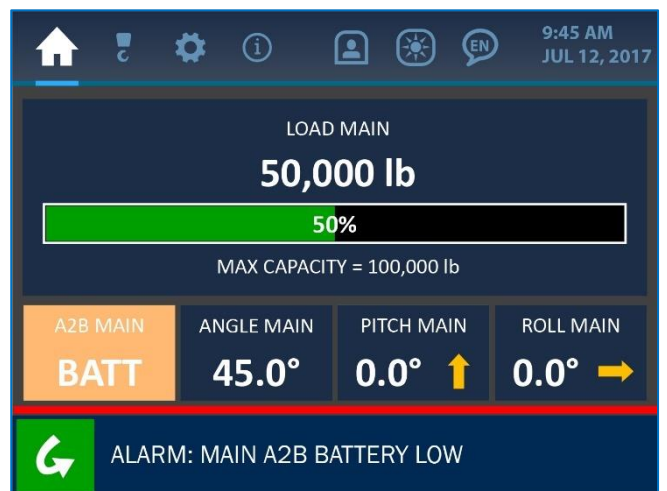 EN
9:45 AM
JUL 12, 2017
LOAD MAIN
50,000 lb
50%
MAX CAPACITY = 100,000 lb
A2B MAIN
BATT
ANGLE MAIN
45.0°
PITCH MAIN
0.0°
ROLL MAIN
0.0°
ALARM: MAIN A2B BATTERY LOW